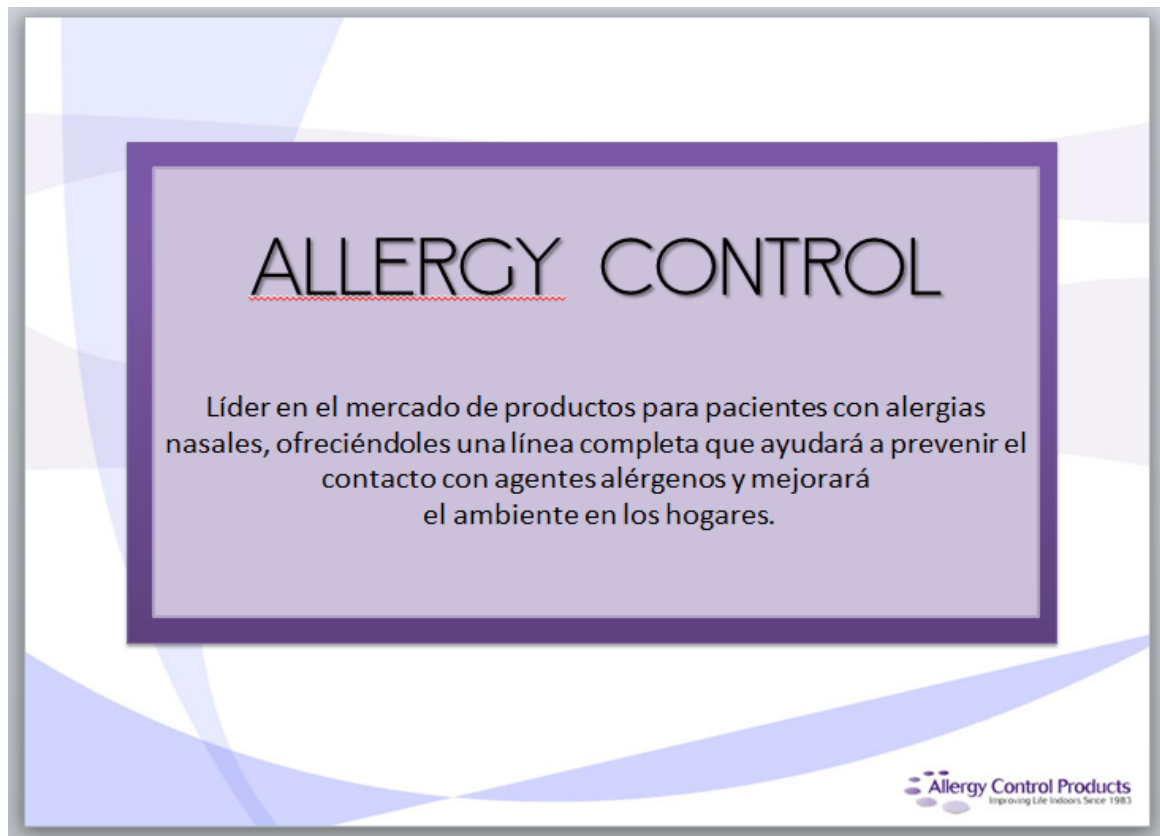 ALLERGY CONTROL
Líder en el mercado de productos para pacientes con alergias
nasales, ofreciéndoles una línea completa que ayudará a prevenir el
contacto con agentes alérgenos y mejorará
el ambiente en los hogares.
Allergy Control Products
Improving Life Indoors Since 1983